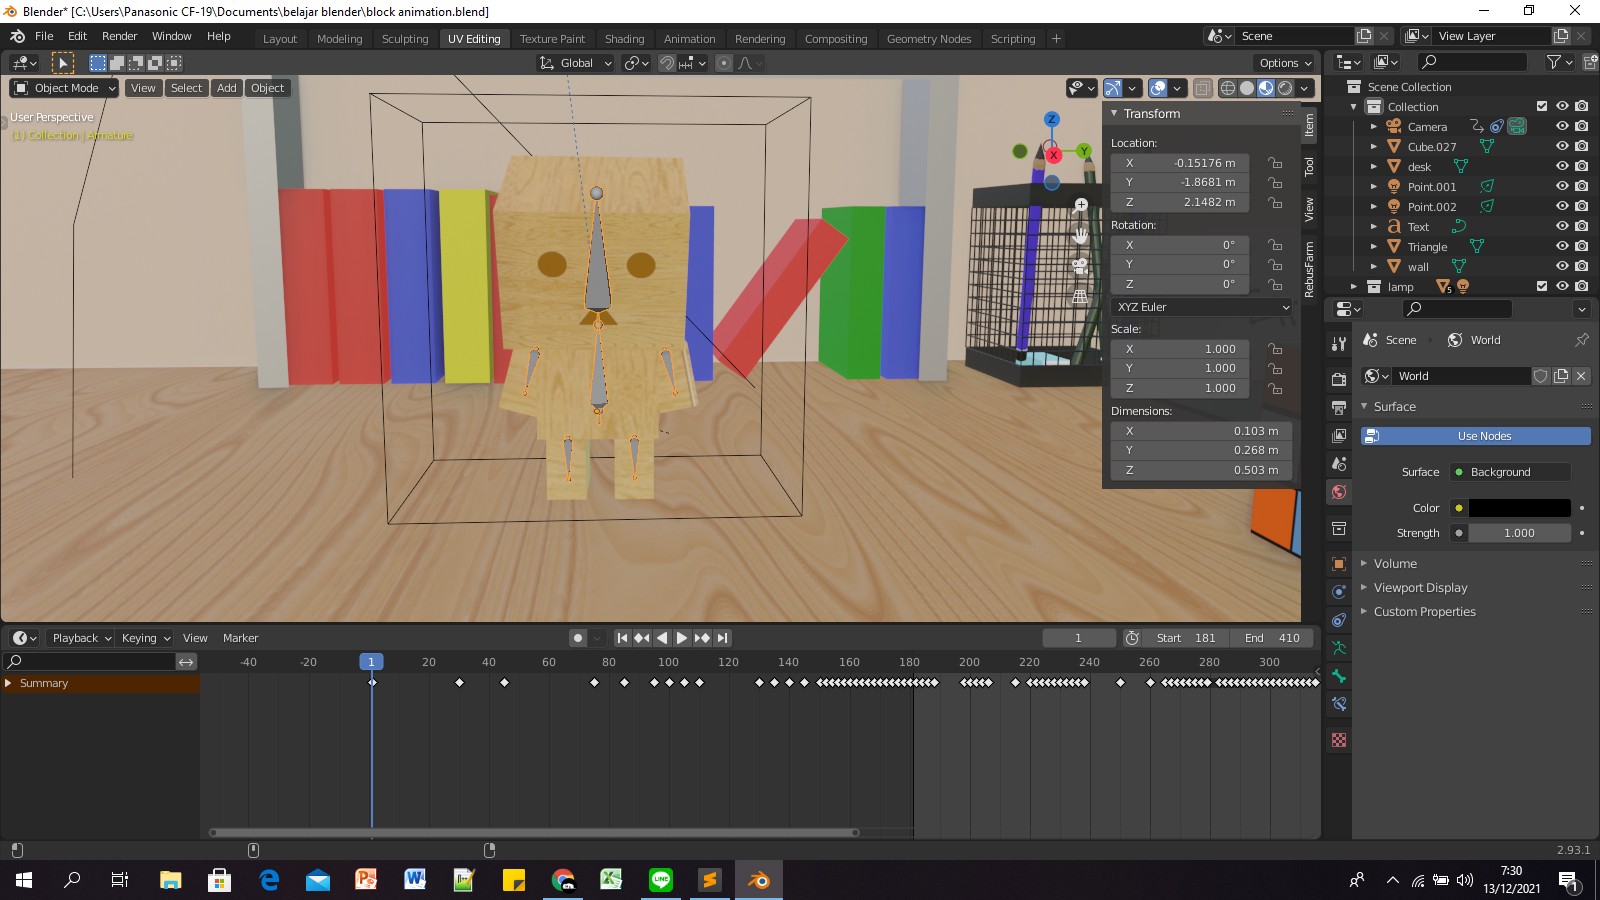 Blender* [C:\Users\Panasonic CF-19\Documents\belajar blender\block animation.blend]
File Edit Render Window Help
Layout Modeling Sculpting UV Editing Texture Paint Shading Animation Rendering Compositing Geometry Nodes Scripting +
Scene
View Layer
Global
Options
Object Mode View Select Add Object
User Perspective
(1) Collection | Armature
Z
X
Y
Transform
Location:
X -0.15176 m
Y -1.8681 m
Z 2.1482 m
Rotation:
X 0°
Y 0°
Z 0°
XYZ Euler
Scale:
X 1.000
Y 1.000
Z 1.000
Dimensions:
X 0.103 m
Y 0.268 m
Z 0.503 m
Item
Tool
View
RebusFarm
Scene Collection
Collection
Camera
Cube.027
desk
Point.001
Point.002
Text
Triangle
wall
lamp 5
Scene World
World
Surface
Use Nodes
Surface Background
Color
Strength 1.000
Volume
Viewport Display
Custom Properties
Playback Keying View Marker
1 Start 181 End 410
-40 -20 1 20 40 60 80 100 120 140 160 180 200 220 240 260 280 300
Summary
2.93.1
7:30
13/12/2021
1